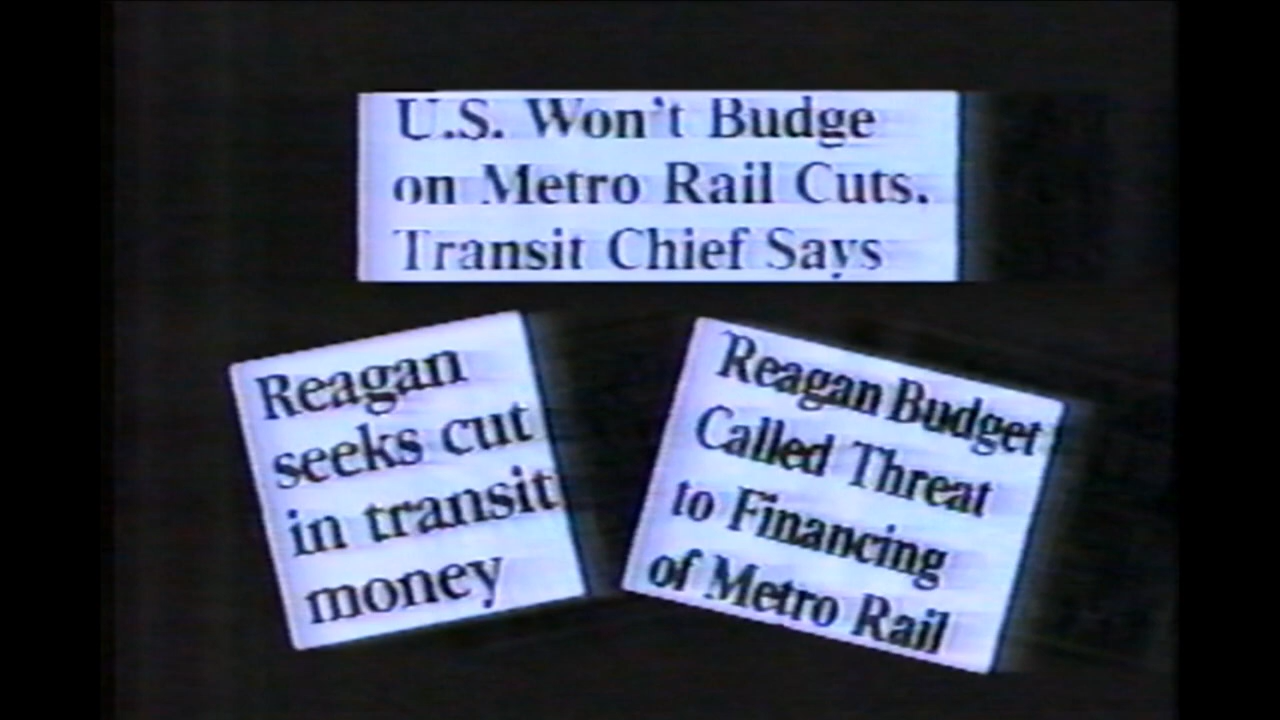 U.S. Won't Budge
on Metro Rail Cuts,
Transit Chief Says
Reagan
seeks cut
in transit
money
Reagan Budget
Called Threat
to Financing
of Metro Rail